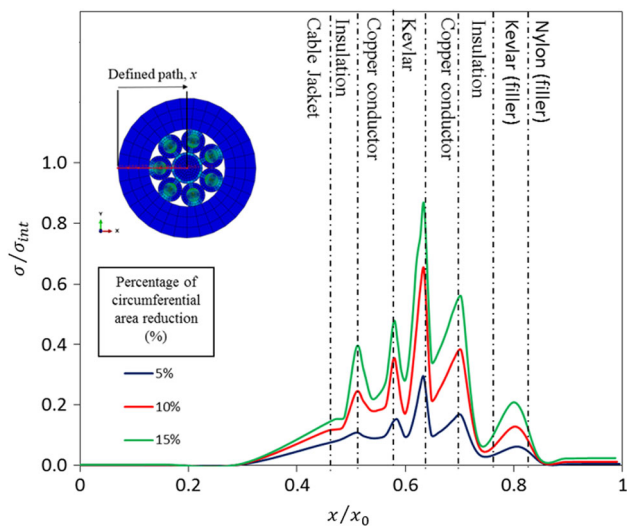 Cable Jacket
Insulation
Copper conductor
Kevlar
Copper conductor
Insulation
Kevlar (filler)
Nylon (filler)
Defined path, x
Y
X
Percentage of
circumferential
area reduction
(%)
5%
10%
15%
σ/σint
1.0
0.8
0.6
0.4
0.2
0.0
0
0.2
0.4
0.6
0.8
1
x/x0